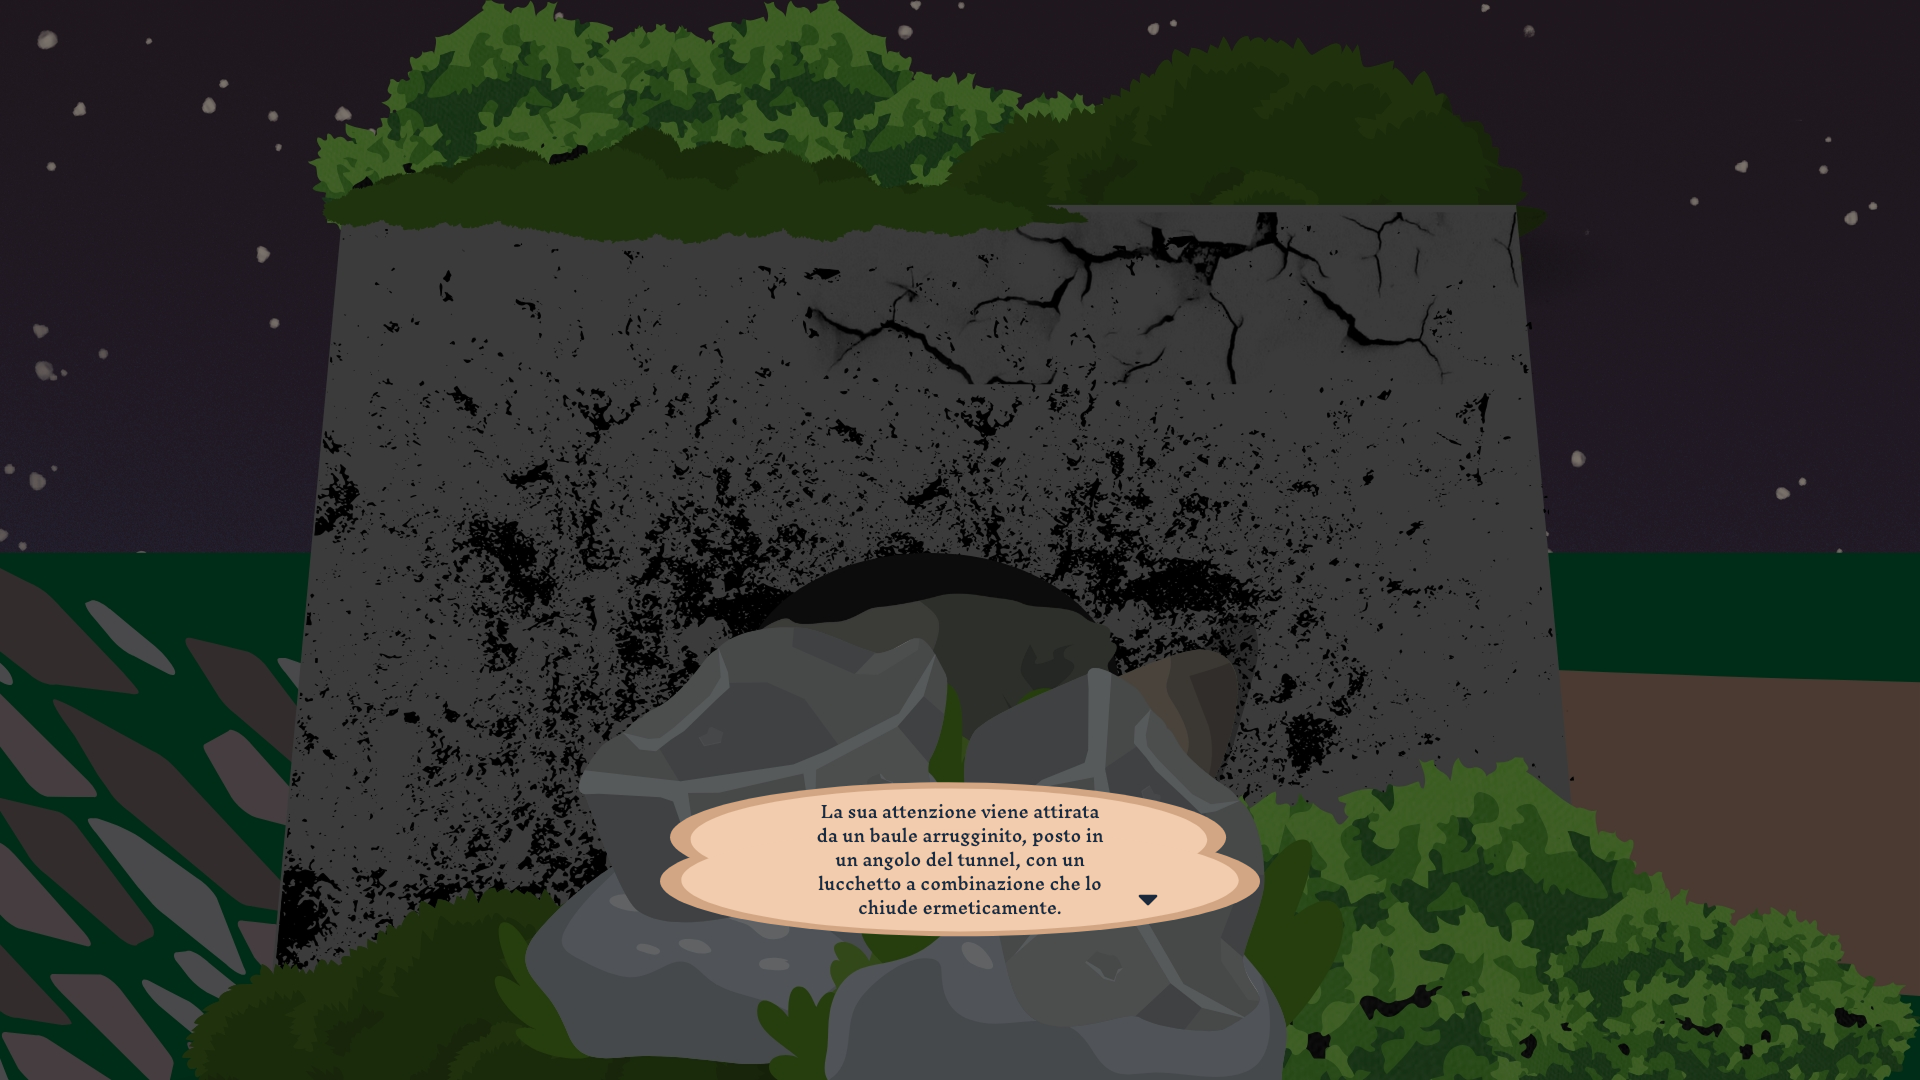 La sua attenzione viene attirata
da un baule arrugginito, posto in
un angolo del tunnel, con un
lucchetto a combinazione che lo
chiude ermeticamente.